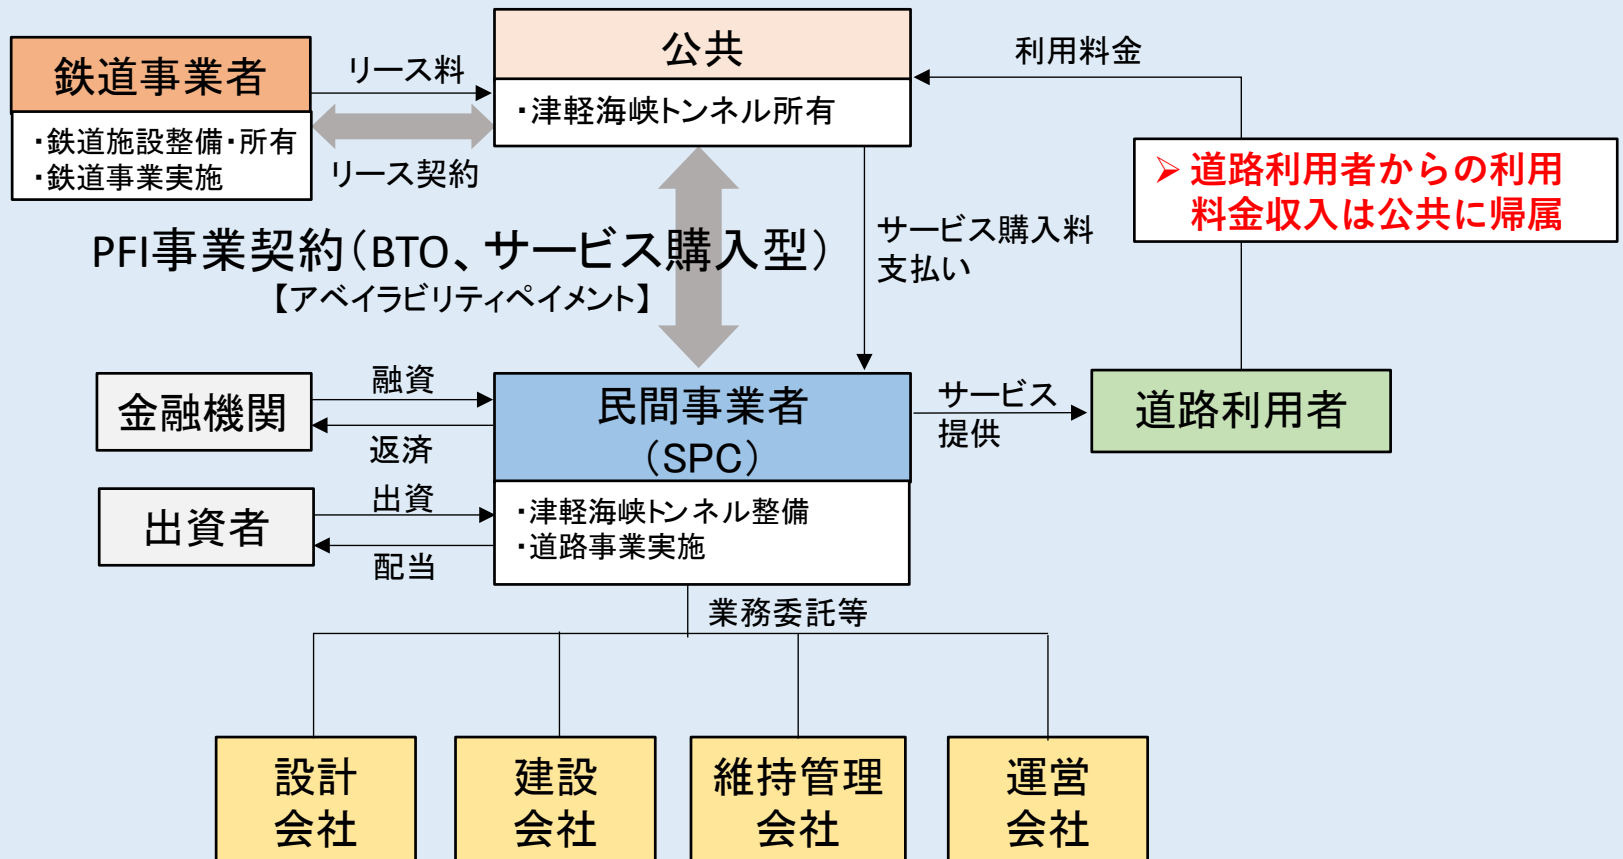 鉄道事業者
・鉄道施設整備・所有
・鉄道事業実施
リース料
リース契約
公共
・津軽海峡トンネル所有
利用料金
➢ 道路利用者からの利用
料金収入は公共に帰属
PFI事業契約(BTO、サービス購入型)
【アベイラビリティペイメント】
サービス購入料
支払い
金融機関
融資
返済
出資者
出資
配当
民間事業者
(SPC)
・津軽海峡トンネル整備
・道路事業実施
サービス
提供
道路利用者
業務委託等
設計
会社
建設
会社
維持管理
会社
運営
会社